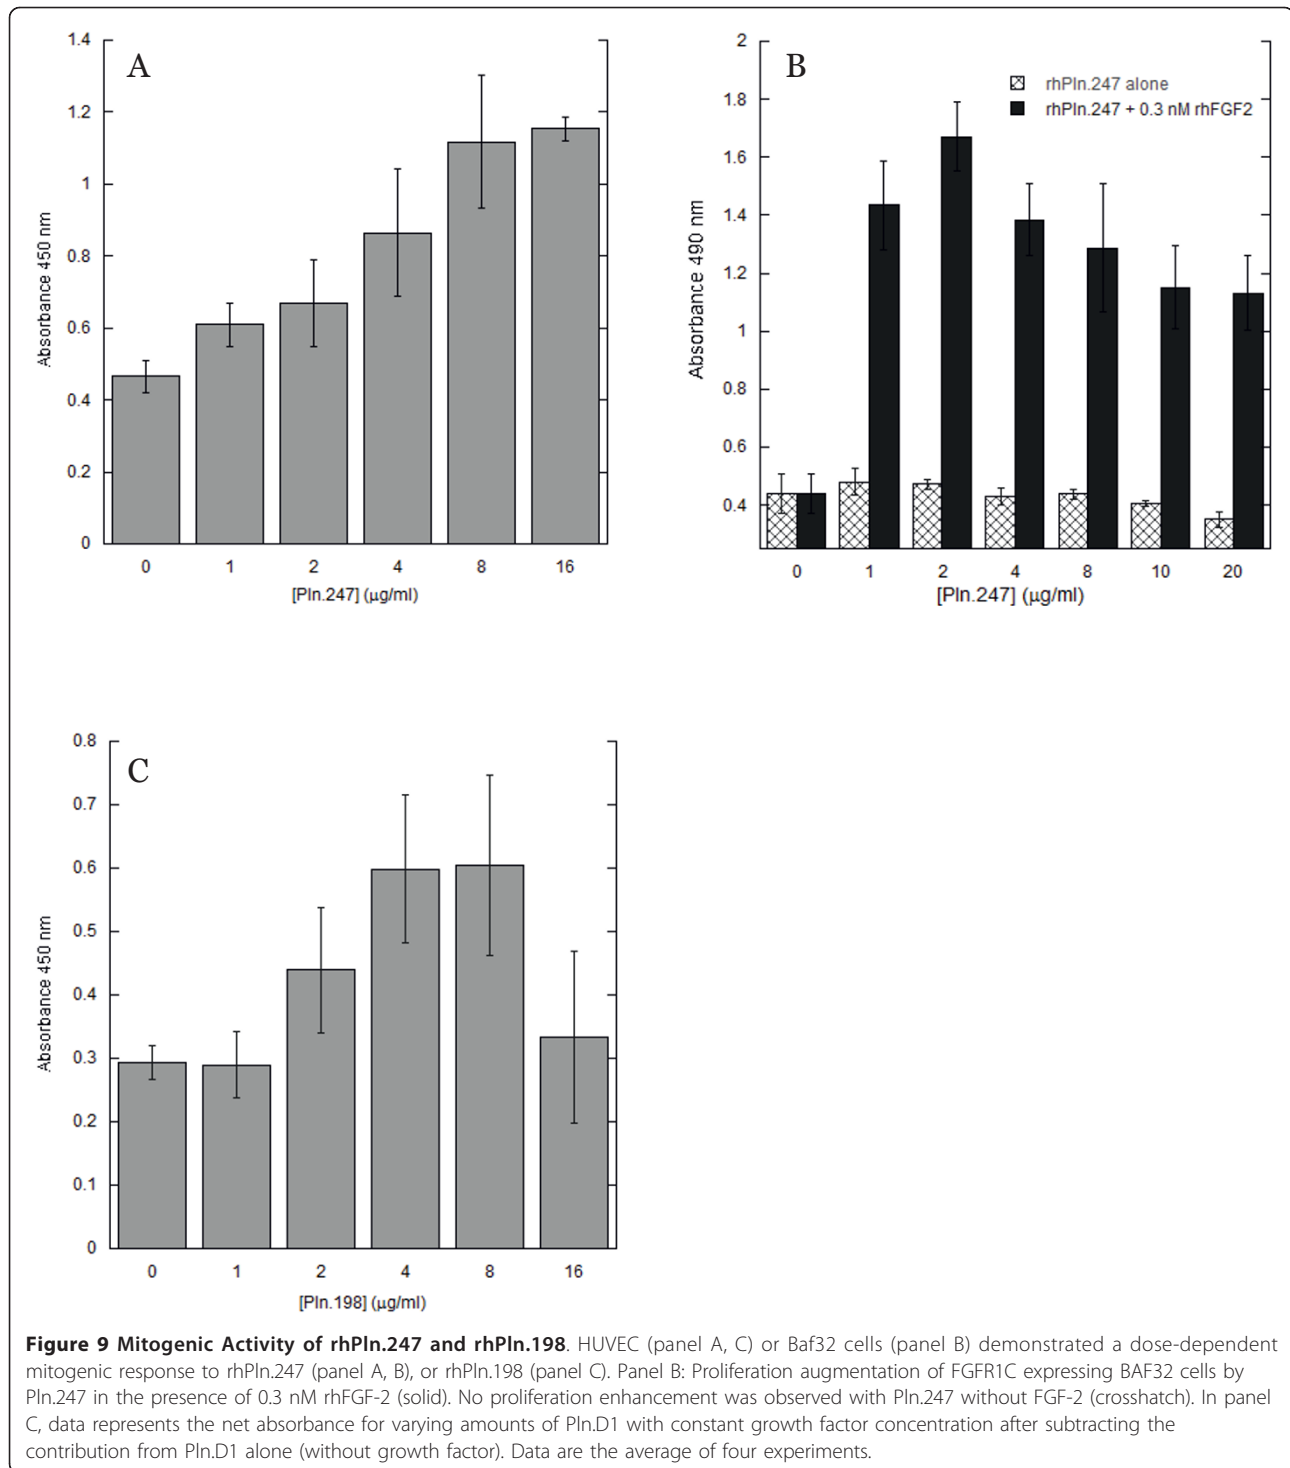 A
1.4
1.2
1
0.8
0.6
0.4
0.2
0
Absorbance 450 nm
0 1 2 4 8 16
[Pln.247] (µg/ml)
B
rhPln.247 alone
rhPln.247 + 0.3 nM rhFGF2
2
1.8
1.6
1.4
1.2
1
0.8
0.6
0.4
Absorbance 490 nm
0 1 2 4 8 10 20
[Pln.247] (µg/ml)
C
0.8
0.7
0.6
0.5
0.4
0.3
0.2
0.1
0
Absorbance 450 nm
0 1 2 4 8 16
[Pln.198] (µg/ml)
Figure 9 Mitogenic Activity of rhPln.247 and rhPln.198. HUVEC (panel A, C) or Baf32 cells (panel B) demonstrated a dose-dependent
mitogenic response to rhPln.247 (panel A, B), or rhPln.198 (panel C). Panel B: Proliferation augmentation of FGFR1C expressing BAF32 cells by
Pln.247 in the presence of 0.3 nM rhFGF-2 (solid). No proliferation enhancement was observed with Pln.247 without FGF-2 (crosshatch). In panel
C, data represents the net absorbance for varying amounts of Pln.D1 with constant growth factor concentration after subtracting the
contribution from Pln.D1 alone (without growth factor). Data are the average of four experiments.